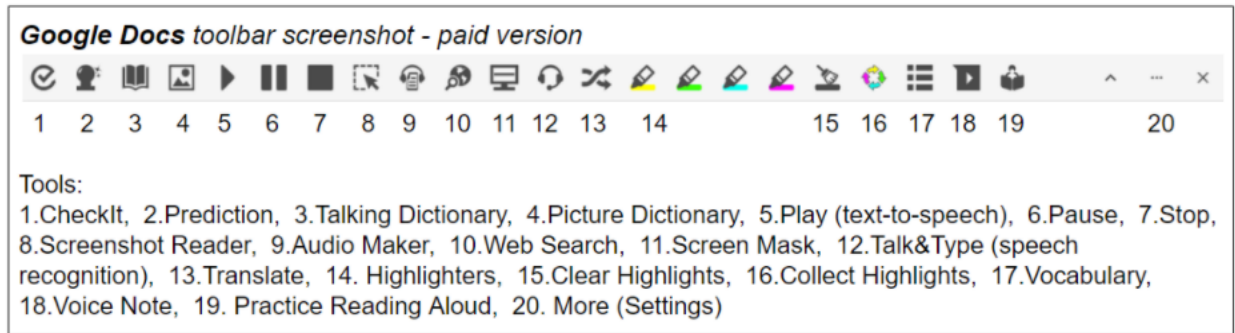 Google Docs toolbar screenshot - paid version
1 2 3 4 5 6 7 8 9 10 11 12 13 14 15 16 17 18 19 20
Tools:
1.CheckIt, 2.Prediction, 3.Talking Dictionary, 4.Picture Dictionary, 5.Play (text-to-speech), 6.Pause, 7.Stop,
8.Screenshot Reader, 9.Audio Maker, 10.Web Search, 11.Screen Mask, 12.Talk&Type (speech
recognition), 13.Translate, 14. Highlighters, 15.Clear Highlights, 16.Collect Highlights, 17.Vocabulary,
18.Voice Note, 19. Practice Reading Aloud, 20. More (Settings)